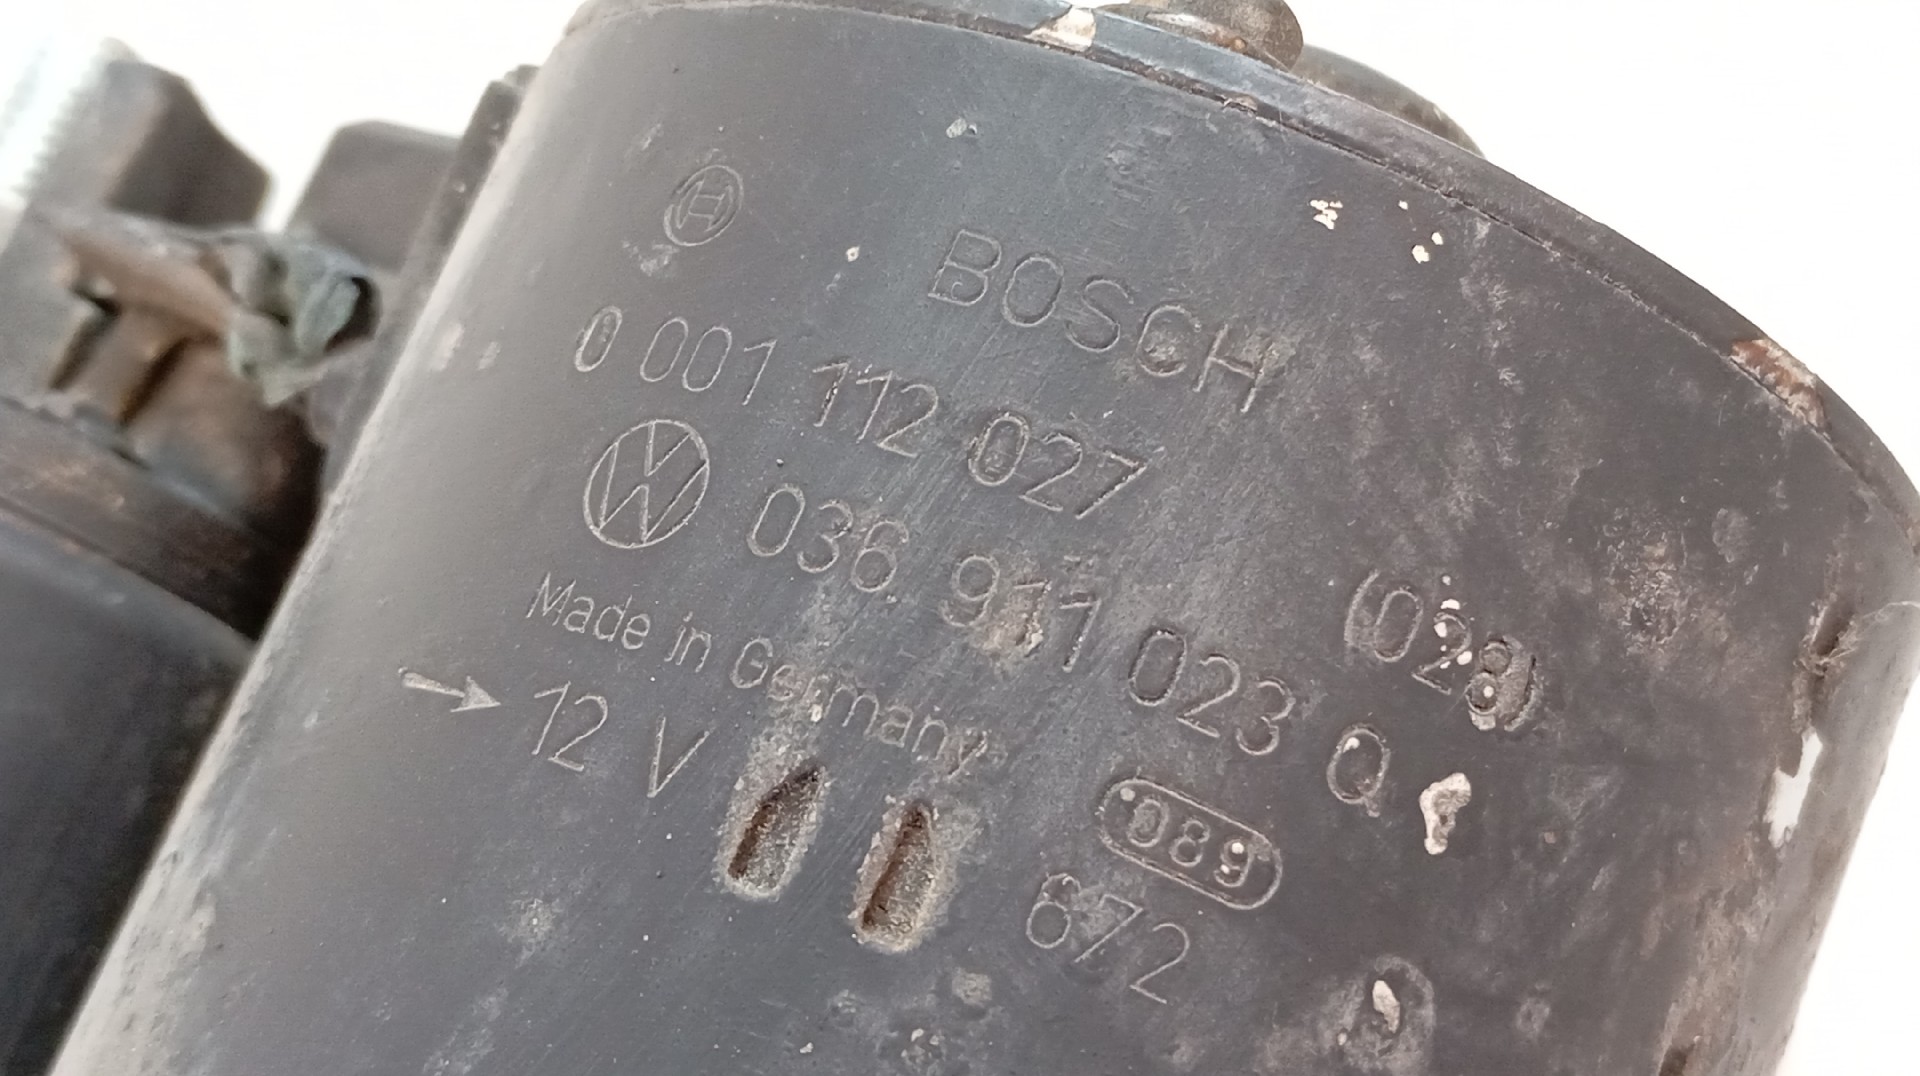 BOSCH
0 001 112 027 (028)
036 911 023 Q
Made in Germany
→ 12 V 089
672